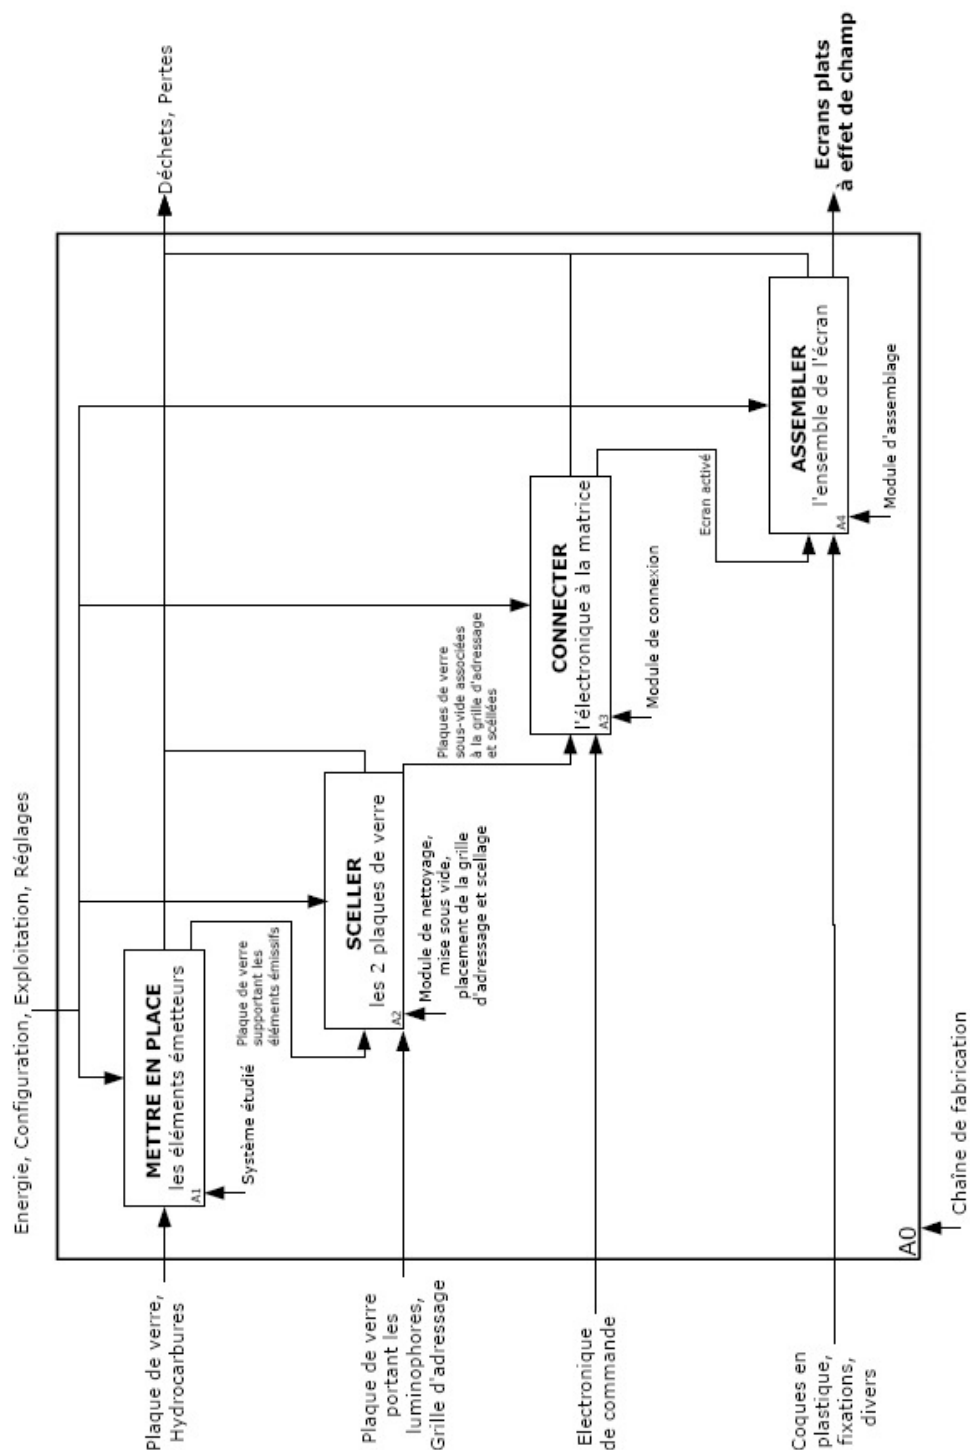 Energie, Configuration, Exploitation, Réglages
Déchets, Pertes
Plaque de verre,
Hydrocarbures
METTRE EN PLACE
les éléments émetteurs
A1
Système étudié
Plaque de verre
supportant les
éléments émissifs
Plaque de verre
portant les
luminophores,
Grille d'adressage
SCELLER
les 2 plaques de verre
A2
Module de nettoyage,
mise sous vide,
placement de la grille
d'adressage et scellage
Plaques de verre
sous-vide associées
à la grille d'adressage
et scéllées
Electronique
de commande
CONNECTER
l'électronique à la matrice
A3
Module de connexion
Ecran activé
Coques en
plastique,
fixations,
divers
ASSEMBLER
l'ensemble de l'écran
A4
Module d'assemblage
Ecrans plats
à effet de champ
A0
Chaîne de fabrication